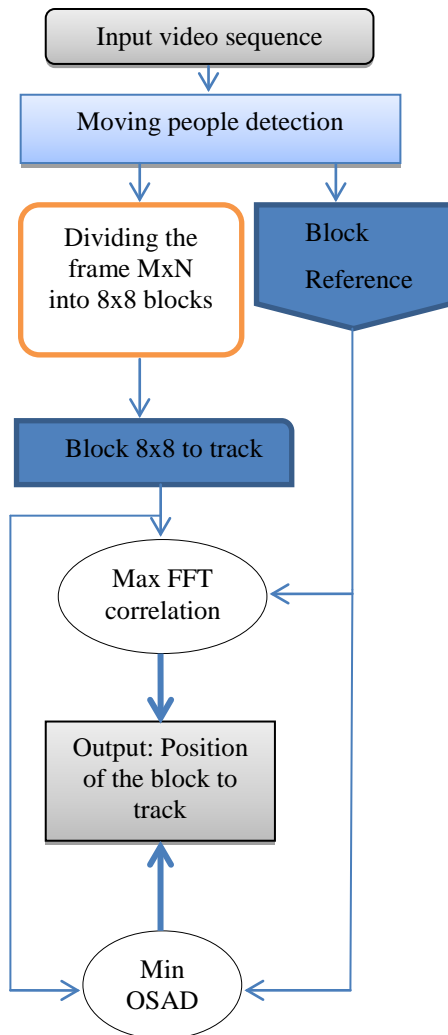 Input video sequence
Moving people detection
Dividing the
frame MxN
into 8x8 blocks
Block
Reference
Block 8x8 to track
Max FFT
correlation
Output: Position
of the block to
track
Min
OSAD